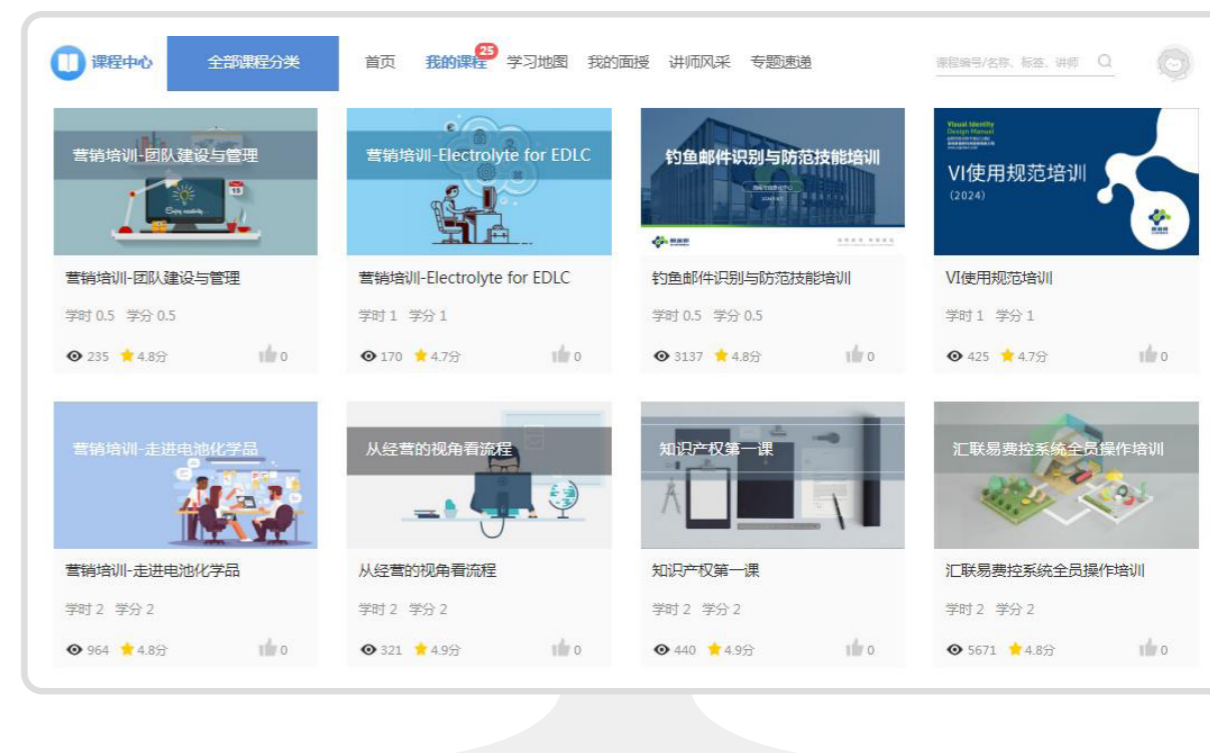 课程中心
全部课程分类
首页
我的课程
25
学习地图
我的面授
讲师风采
专题速递
课程编号/名称、标签、讲师
营销培训-团队建设与管理
15
营销培训-团队建设与管理
学时 0.5 学分 0.5
235 4.8分 0
营销培训-Electrolyte for EDLC
营销培训-Electrolyte for EDLC
学时 1 学分 1
170 4.7分 0
钓鱼邮件识别与防范技能培训
钓鱼邮件识别与防范技能培训
学时 0.5 学分 0.5
3137 4.8分 0
Visual Identity
Design Manual
VI使用规范培训
(2024)
VI使用规范培训
学时 1 学分 1
425 4.7分 0
营销培训-走进电池化学品
营销培训-走进电池化学品
学时 2 学分 2
964 4.8分 0
从经营的视角看流程
从经营的视角看流程
学时 2 学分 2
321 4.9分 0
知识产权第一课
知识产权第一课
学时 2 学分 2
440 4.9分 0
汇联易费控系统全员操作培训
汇联易费控系统全员操作培训
学时 2 学分 2
5671 4.8分 0